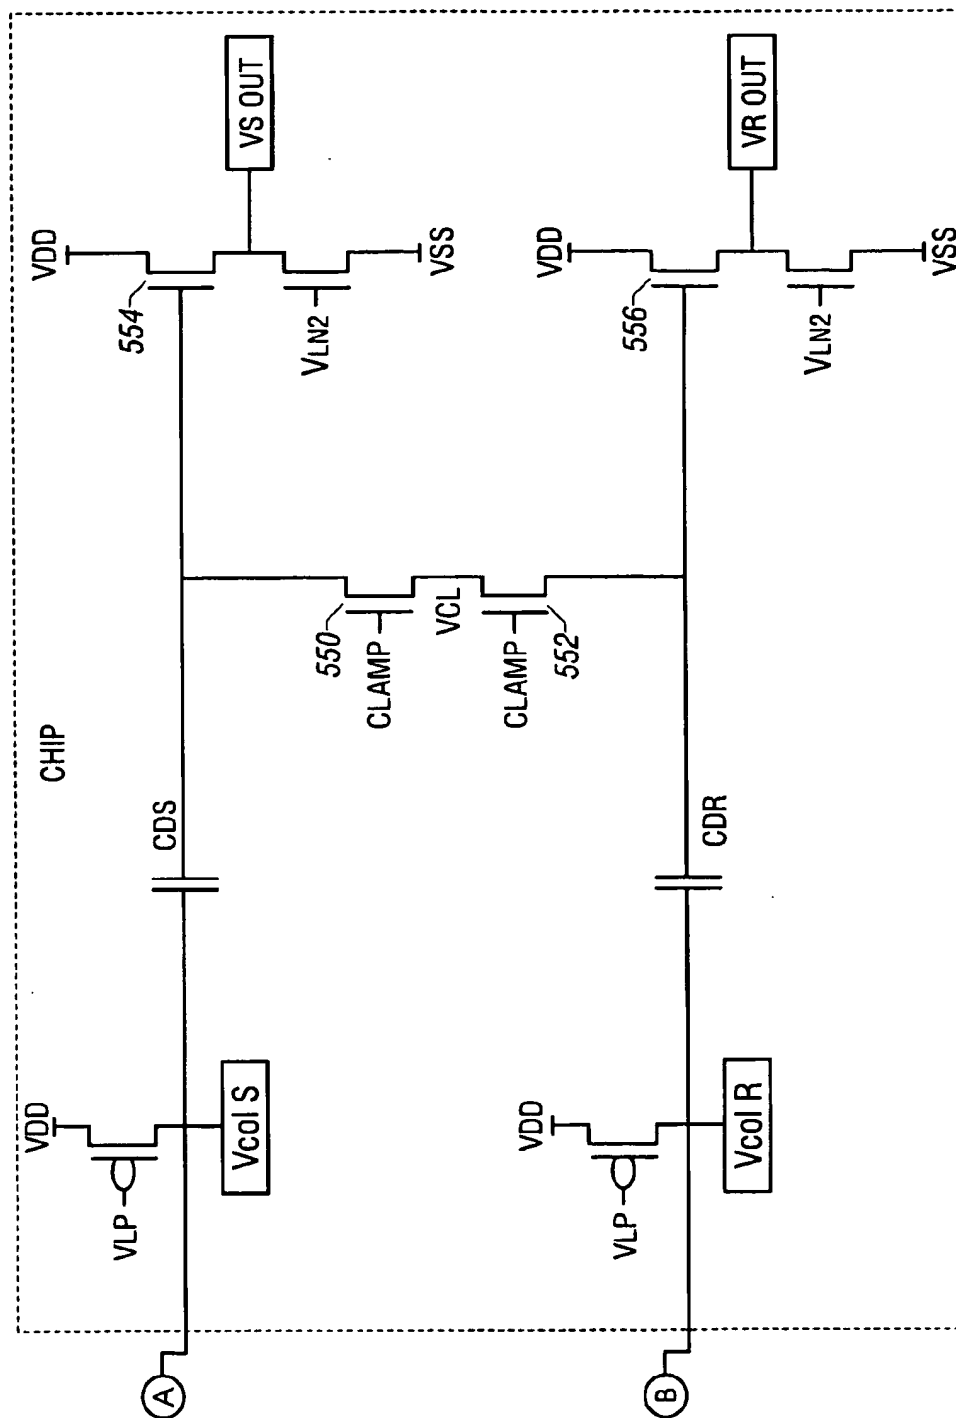 CHIP
VDD
VLP
Vcol S
A
CDS
550
CLAMP
VCL
CLAMP
552
VDD
554
VLN2
VSS
VS OUT
VDD
VLP
Vcol R
B
CDR
VDD
556
VLN2
VSS
VR OUT